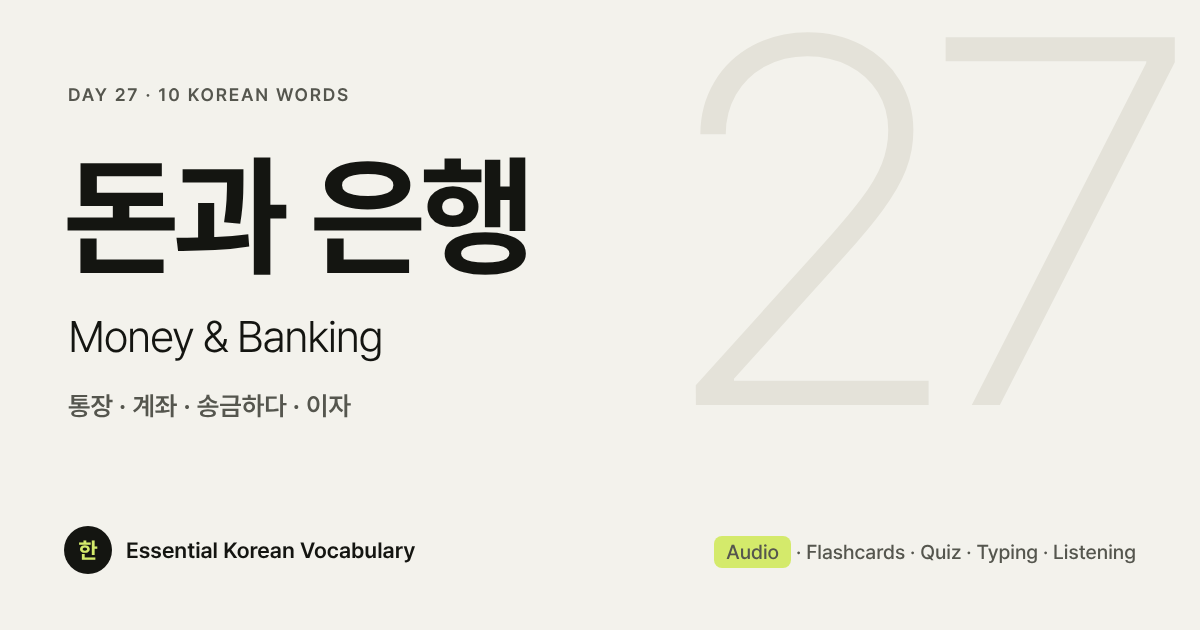 DAY 27 · 10 KOREAN WORDS
27
돈과 은행
Money & Banking
통장 · 계좌 · 송금하다 · 이자
한 Essential Korean Vocabulary
Audio · Flashcards · Quiz · Typing · Listening